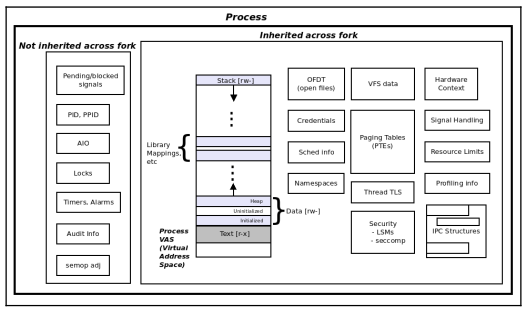 Process
Not inherited across fork
Inherited across fork
Pending/blocked
signals
PID, PPID
AIO
Locks
Timers, Alarms
Audit Info
semop adj
Stack [rw-]
Library
Mappings,
etc
Heap
Uninitialized
Initialized
Data [rw-]
Text [r-x]
Process
VAS
(Virtual
Address
Space)
OFDT
(open files)
VFS data
Hardware
Context
Credentials
Paging Tables
(PTEs)
Signal Handling
Sched info
Resource Limits
Namespaces
Thread TLS
Profiling info
Security
- LSMs
- seccomp
IPC Structures